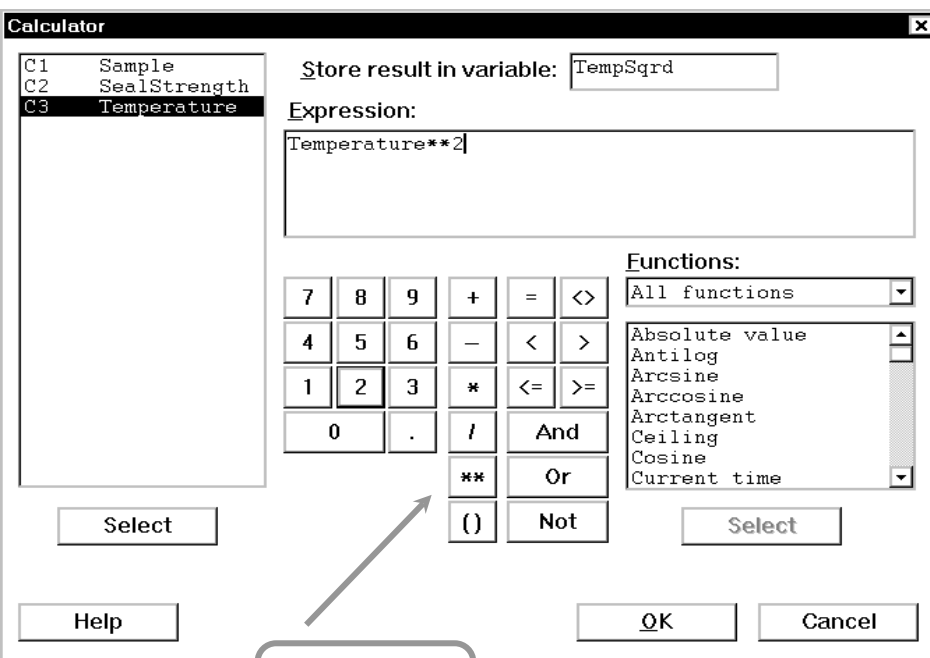 Calculator
C1 Sample
C2 SealStrength
C3 Temperature
Store result in variable: TempSqrd
Expression:
Temperature**2
Functions:
All functions
7 8 9 + = <>
4 5 6 – < >
1 2 3 * <= >=
0 . / And
** Or
() Not
Absolute value
Antilog
Arcsine
Arccosine
Arctangent
Ceiling
Cosine
Current time
Select
Select
Help
OK
Cancel